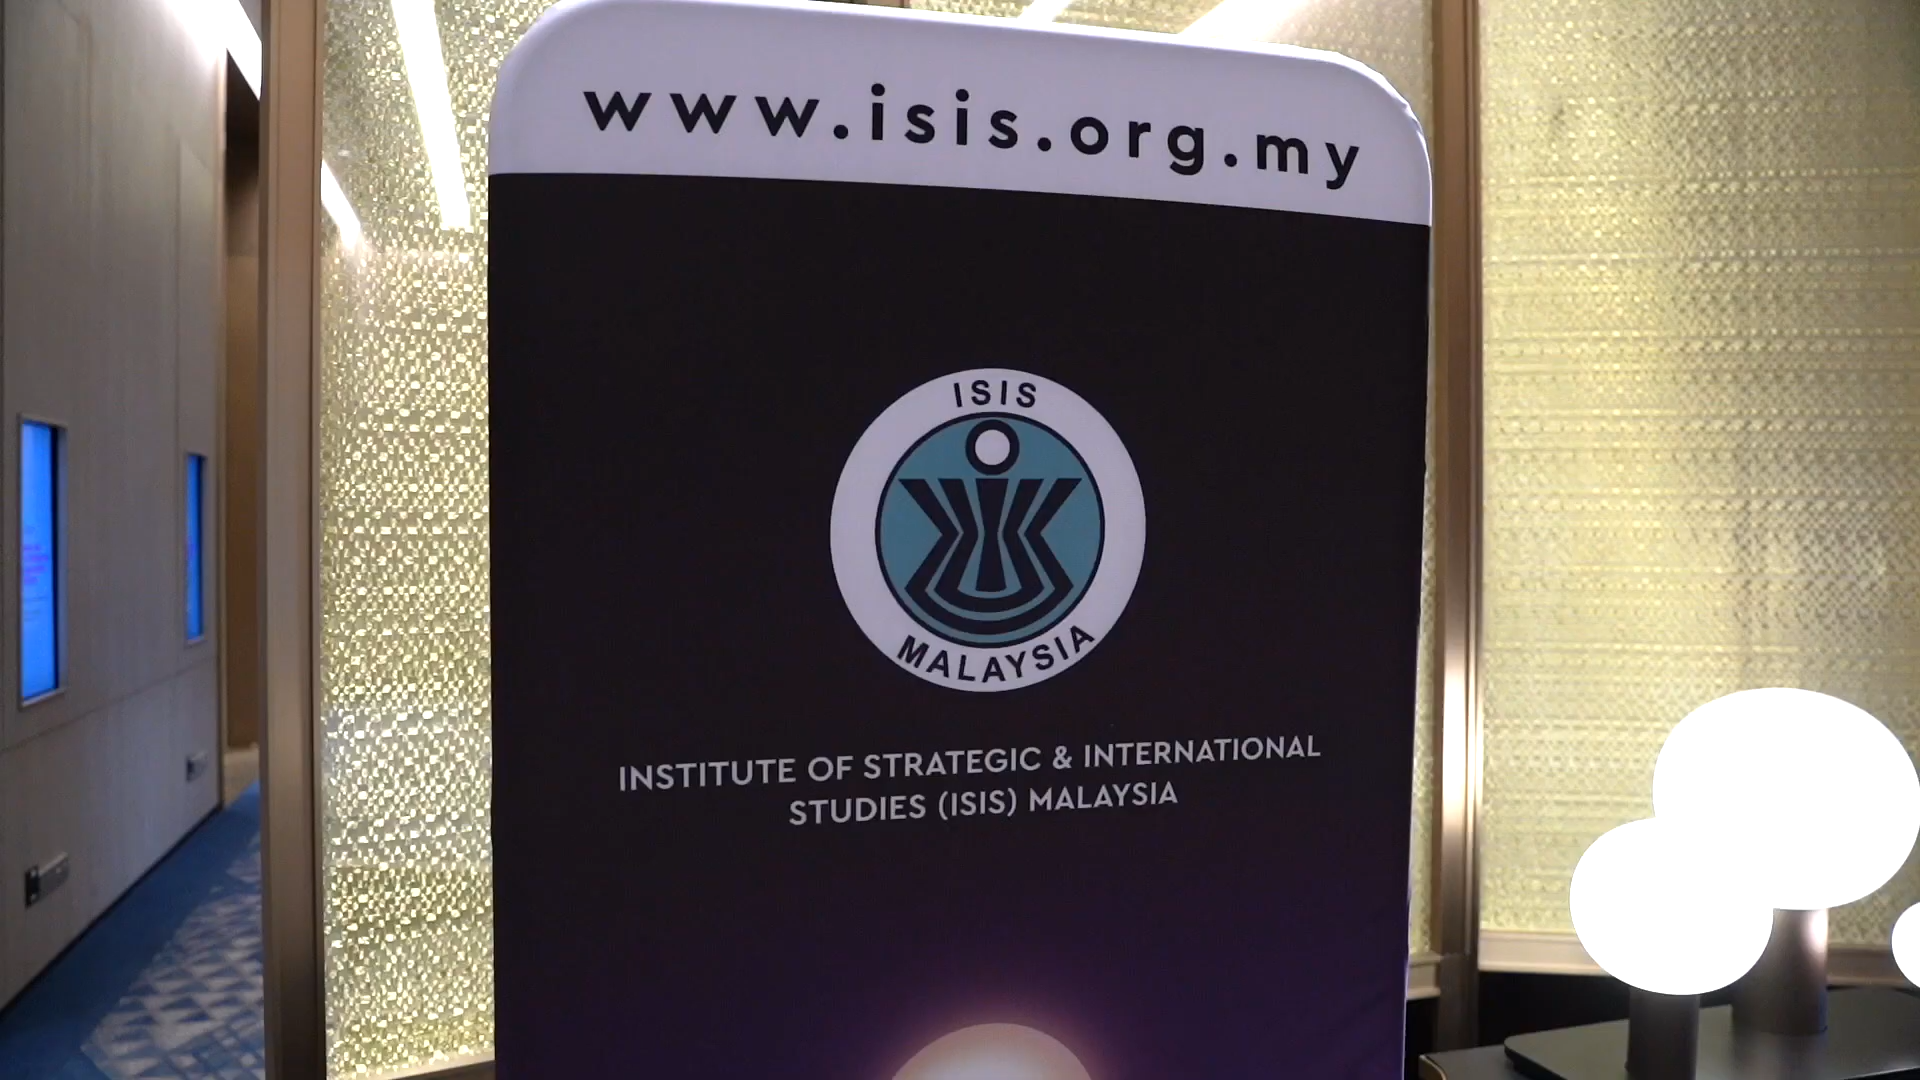 www.isis.org.my
ISIS
MALAYSIA
INSTITUTE OF STRATEGIC & INTERNATIONAL
STUDIES (ISIS) MALAYSIA